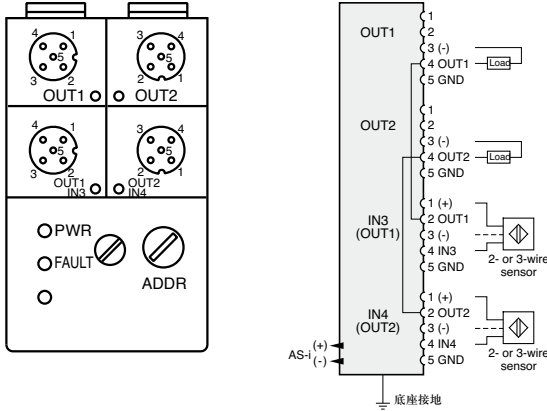 4 1
5
3 2
OUT1
3 4
5
2 1
OUT2
4 1
5
3 2
OUT1
IN3
3 4
5
2 1
OUT2
IN4
PWR
FAULT
ADDR
OUT1
1
2
3 (-)
4 OUT1
5 GND
Load
OUT2
1
2
3 (-)
4 OUT2
5 GND
Load
IN3
(OUT1)
1 (+)
2 OUT1
3 (-)
4 IN3
5 GND
2- or 3-wire
sensor
IN4
(OUT2)
1 (+)
2 OUT2
3 (-)
4 IN4
5 GND
2- or 3-wire
sensor
AS-i (+)
(-)
底座接地